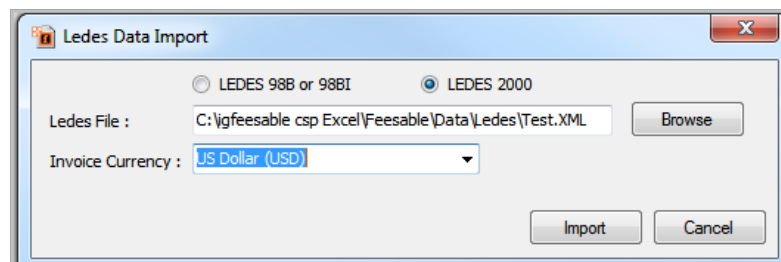 Ledes Data Import
LEDES 98B or 98BI LEDES 2000
Ledes File : C:\igfeesable csp Excel\Feesable\Data\Ledes\Test.XML Browse
Invoice Currency : US Dollar (USD)
Import Cancel